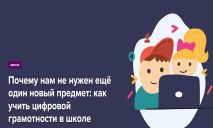 Почему нам не нужен ещё
один новый предмет: как
учить цифровой
грамотности в школе